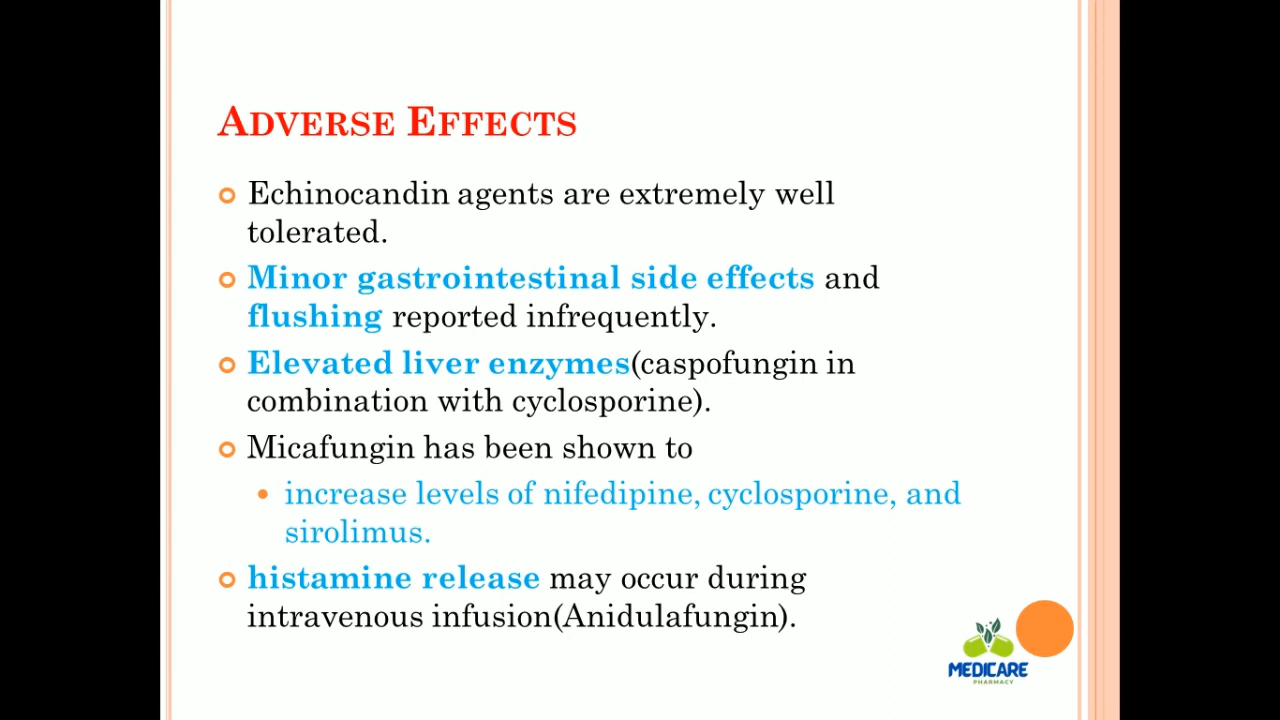 ADVERSE EFFECTS
Echinocandin agents are extremely well
tolerated.
Minor gastrointestinal side effects and
flushing reported infrequently.
Elevated liver enzymes(caspofungin in
combination with cyclosporine).
Micafungin has been shown to
increase levels of nifedipine, cyclosporine, and
sirolimus.
histamine release may occur during
intravenous infusion(Anidulafungin).
MEDICARE
PHARMACY